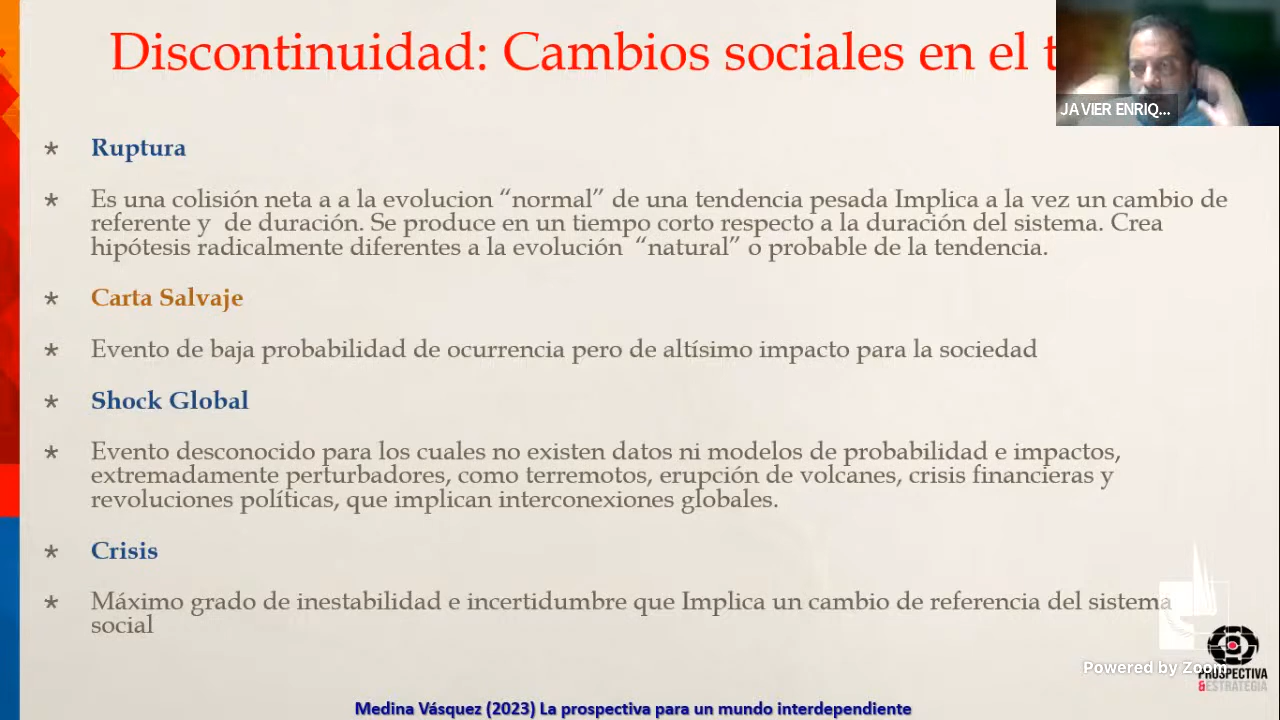 Discontinuidad: Cambios sociales en el t
JAVIER ENRIQ...
* Ruptura
* Es una colisión neta a a la evolucion “normal” de una tendencia pesada Implica a la vez un cambio de
referente y de duración. Se produce en un tiempo corto respecto a la duración del sistema. Crea
hipótesis radicalmente diferentes a la evolución “natural” o probable de la tendencia.
* Carta Salvaje
* Evento de baja probabilidad de ocurrencia pero de altísimo impacto para la sociedad
* Shock Global
* Evento desconocido para los cuales no existen datos ni modelos de probabilidad e impactos,
extremadamente perturbadores, como terremotos, erupción de volcanes, crisis financieras y
revoluciones políticas, que implican interconexiones globales.
* Crisis
* Máximo grado de inestabilidad e incertidumbre que Implica un cambio de referencia del sistema
social
Powered by Zoom
PROSPECTIVA
&ESTRATEGIA
Medina Vásquez (2023) La prospectiva para un mundo interdependiente